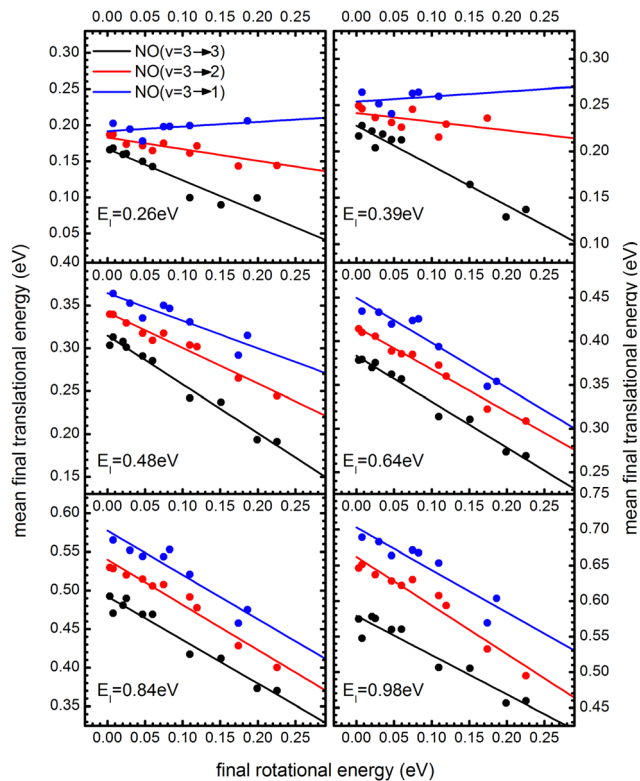 0.00 0.05 0.10 0.15 0.20 0.25
0.00 0.05 0.10 0.15 0.20 0.25
NO(v=3→3)
NO(v=3→2)
NO(v=3→1)
0.30
0.25
0.20
0.15
0.10
0.05
0.40
E_I=0.26eV
0.30
0.25
0.20
0.15
0.10
E_I=0.39eV
0.35
0.30
0.25
0.20
0.15
E_I=0.48eV
0.45
0.40
0.35
0.30
0.25
0.75
E_I=0.64eV
0.60
0.55
0.50
0.45
0.40
0.35
E_I=0.84eV
0.70
0.65
0.60
0.55
0.50
0.45
E_I=0.98eV
mean final translational energy (eV)
mean final translational energy (eV)
0.00 0.05 0.10 0.15 0.20 0.25
0.00 0.05 0.10 0.15 0.20 0.25
final rotational energy (eV)